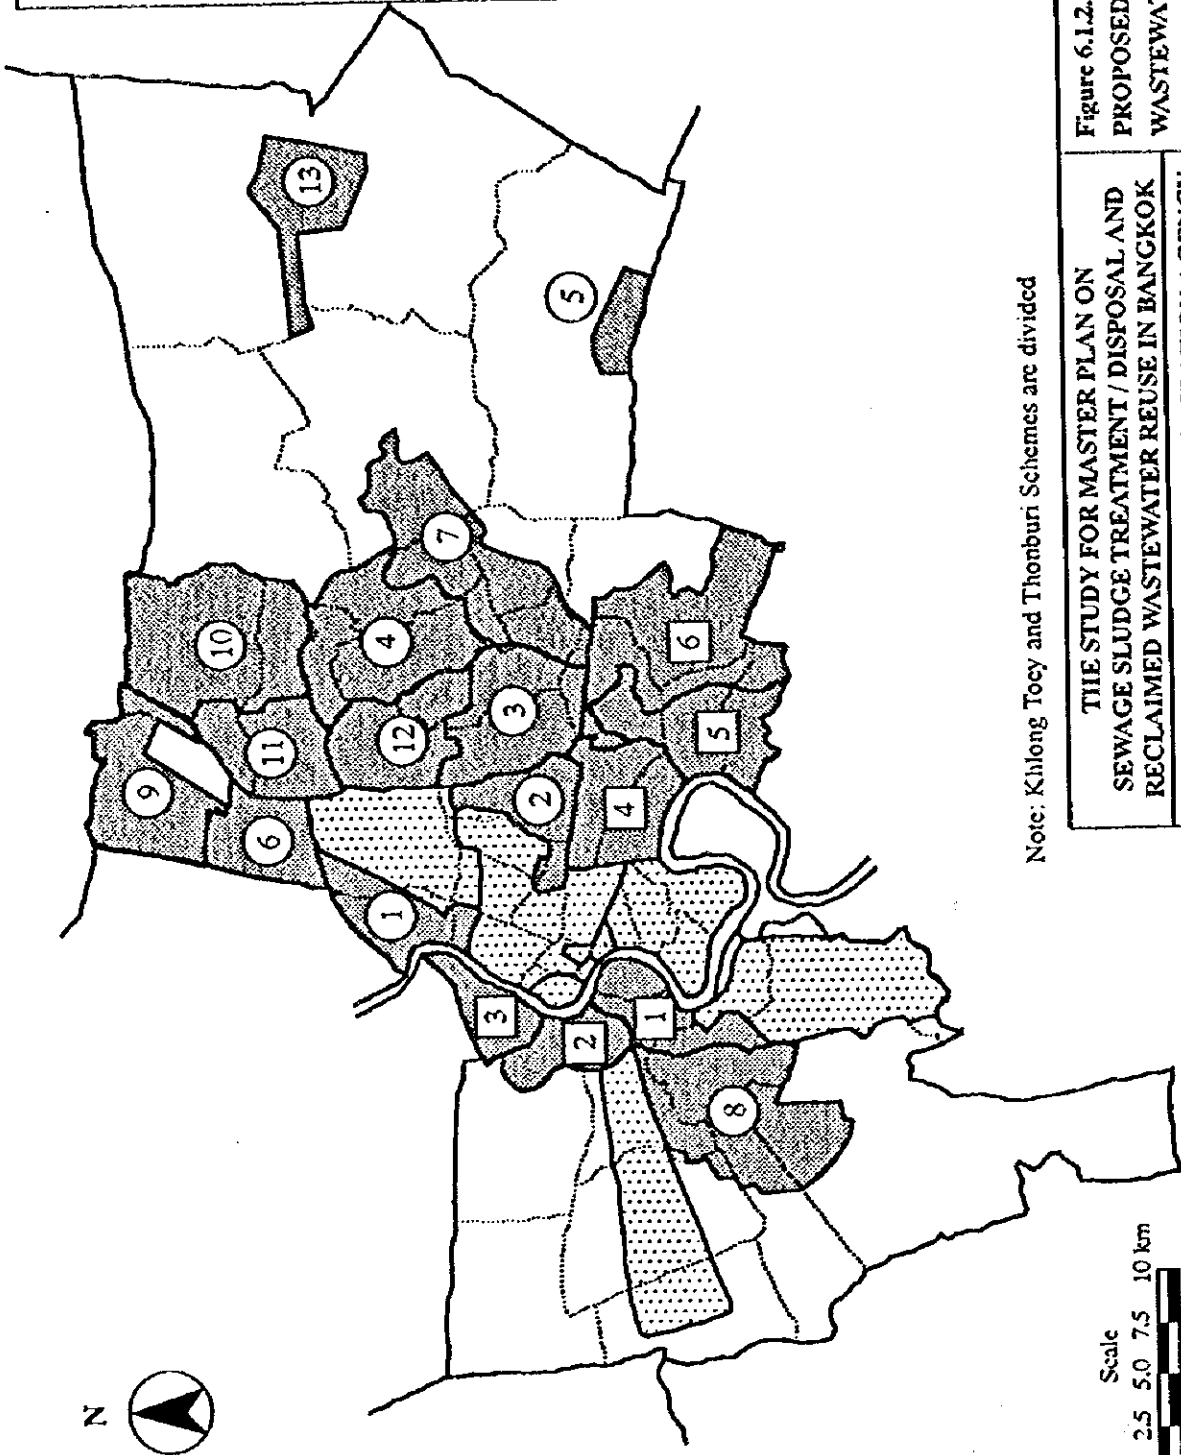 N
13
5
7
10
4
9
11
12
3
6
6
2
5
1
4
3
2
1
8
Note: Khlong Tocy and Thonburi Schemes are divided
Scale
2.5 5.0 7.5 10 km
THE STUDY FOR MASTER PLAN ON
SEWAGE SLUDGE TREATMENT / DISPOSAL AND
RECLAIMED WASTEWATER REUSE IN BANGKOK
Figure 6.1.2.
PROPOSED
WASTEWA